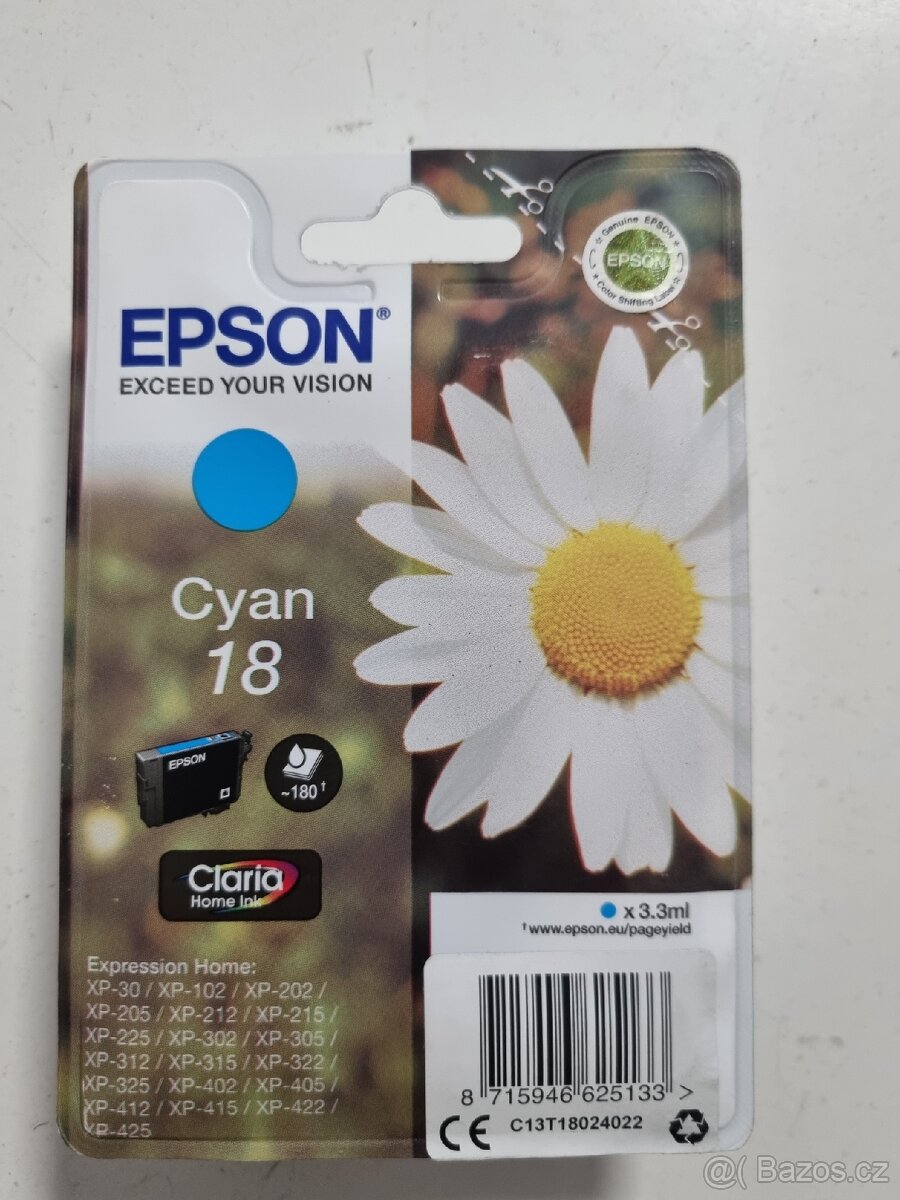 Genuine EPSON
EPSON
Color Shifting Label
EPSON®
EXCEED YOUR VISION
Cyan
18
EPSON
~180†
Claria
Home Ink
x 3.3ml
†www.epson.eu/pageyield
Expression Home:
XP-30 / XP-102 / XP-202 /
XP-205 / XP-212 / XP-215 /
XP-225 / XP-302 / XP-305 /
XP-312 / XP-315 / XP-322 /
XP-325 / XP-402 / XP-405 /
XP-412 / XP-415 / XP-422 /
XP-425
8 715946 625133 >
CE C13T18024022
@( Bazos.cz